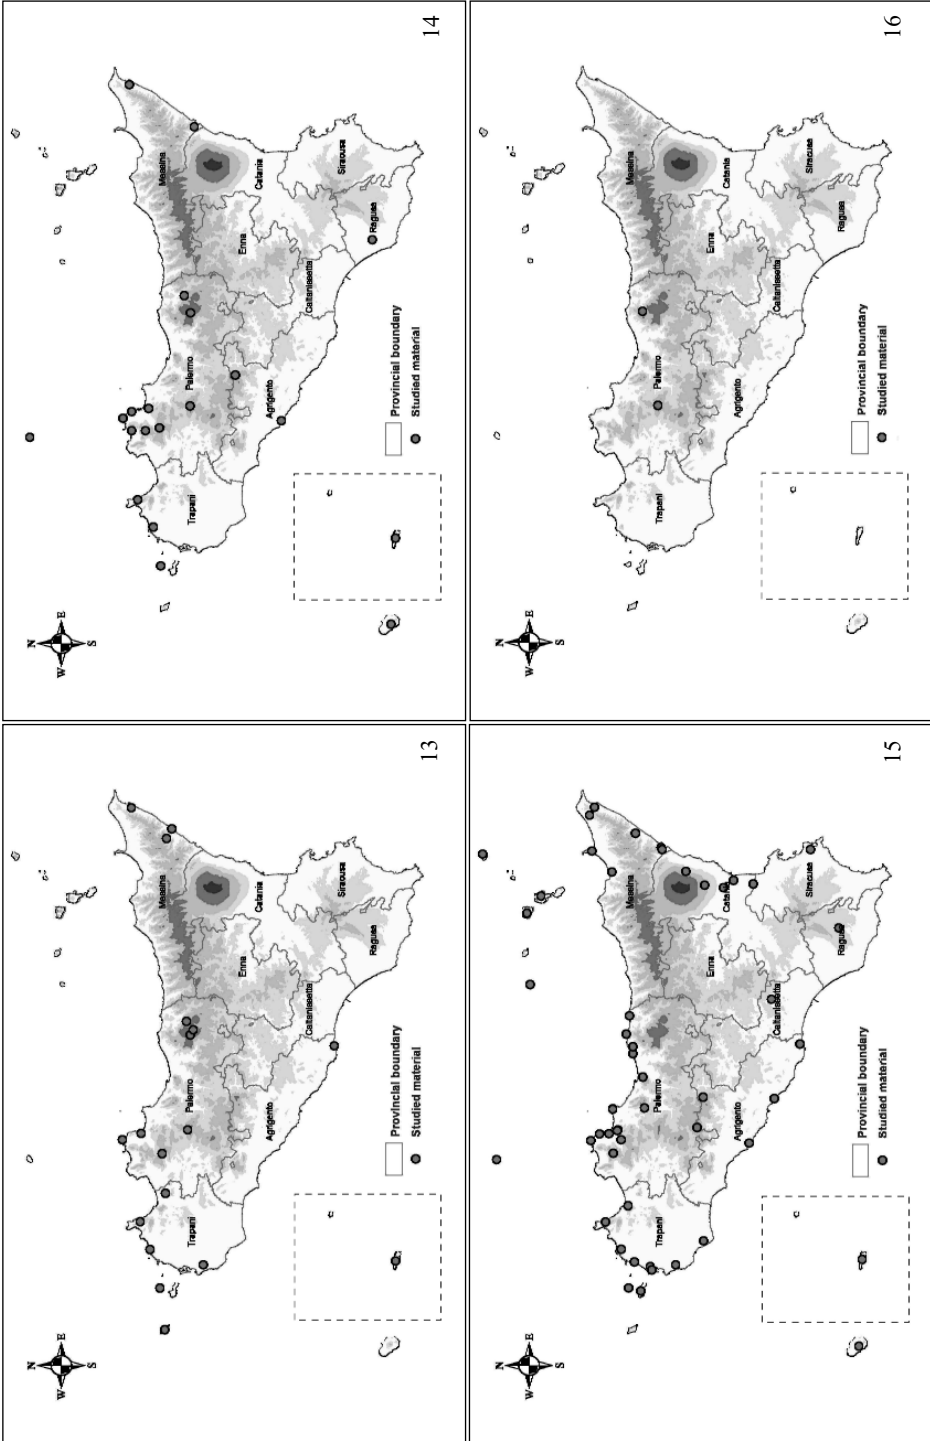 14
N
W
E
S
Messina
Catania
Siracusa
Enna
Ragusa
Caltanissetta
Palermo
Agrigento
Trapani
Provincial boundary
Studied material
16
N
W
E
S
Messina
Catania
Siracusa
Enna
Ragusa
Caltanissetta
Palermo
Agrigento
Trapani
Provincial boundary
Studied material
13
N
W
E
S
Messina
Catania
Siracusa
Enna
Ragusa
Caltanissetta
Palermo
Agrigento
Trapani
Provincial boundary
Studied material
15
N
W
E
S
Messina
Catania
Siracusa
Enna
Ragusa
Caltanissetta
Palermo
Agrigento
Trapani
Provincial boundary
Studied material